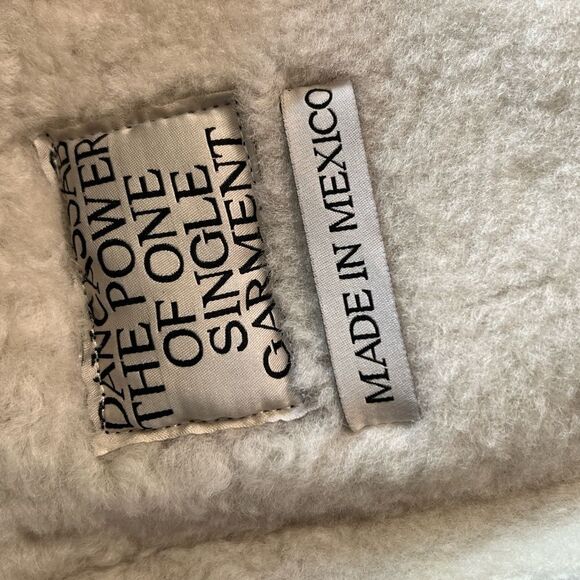 DANCASSAB
THE POWER
OF ONE
SINGLE
GARMENT
MADE IN MEXICO